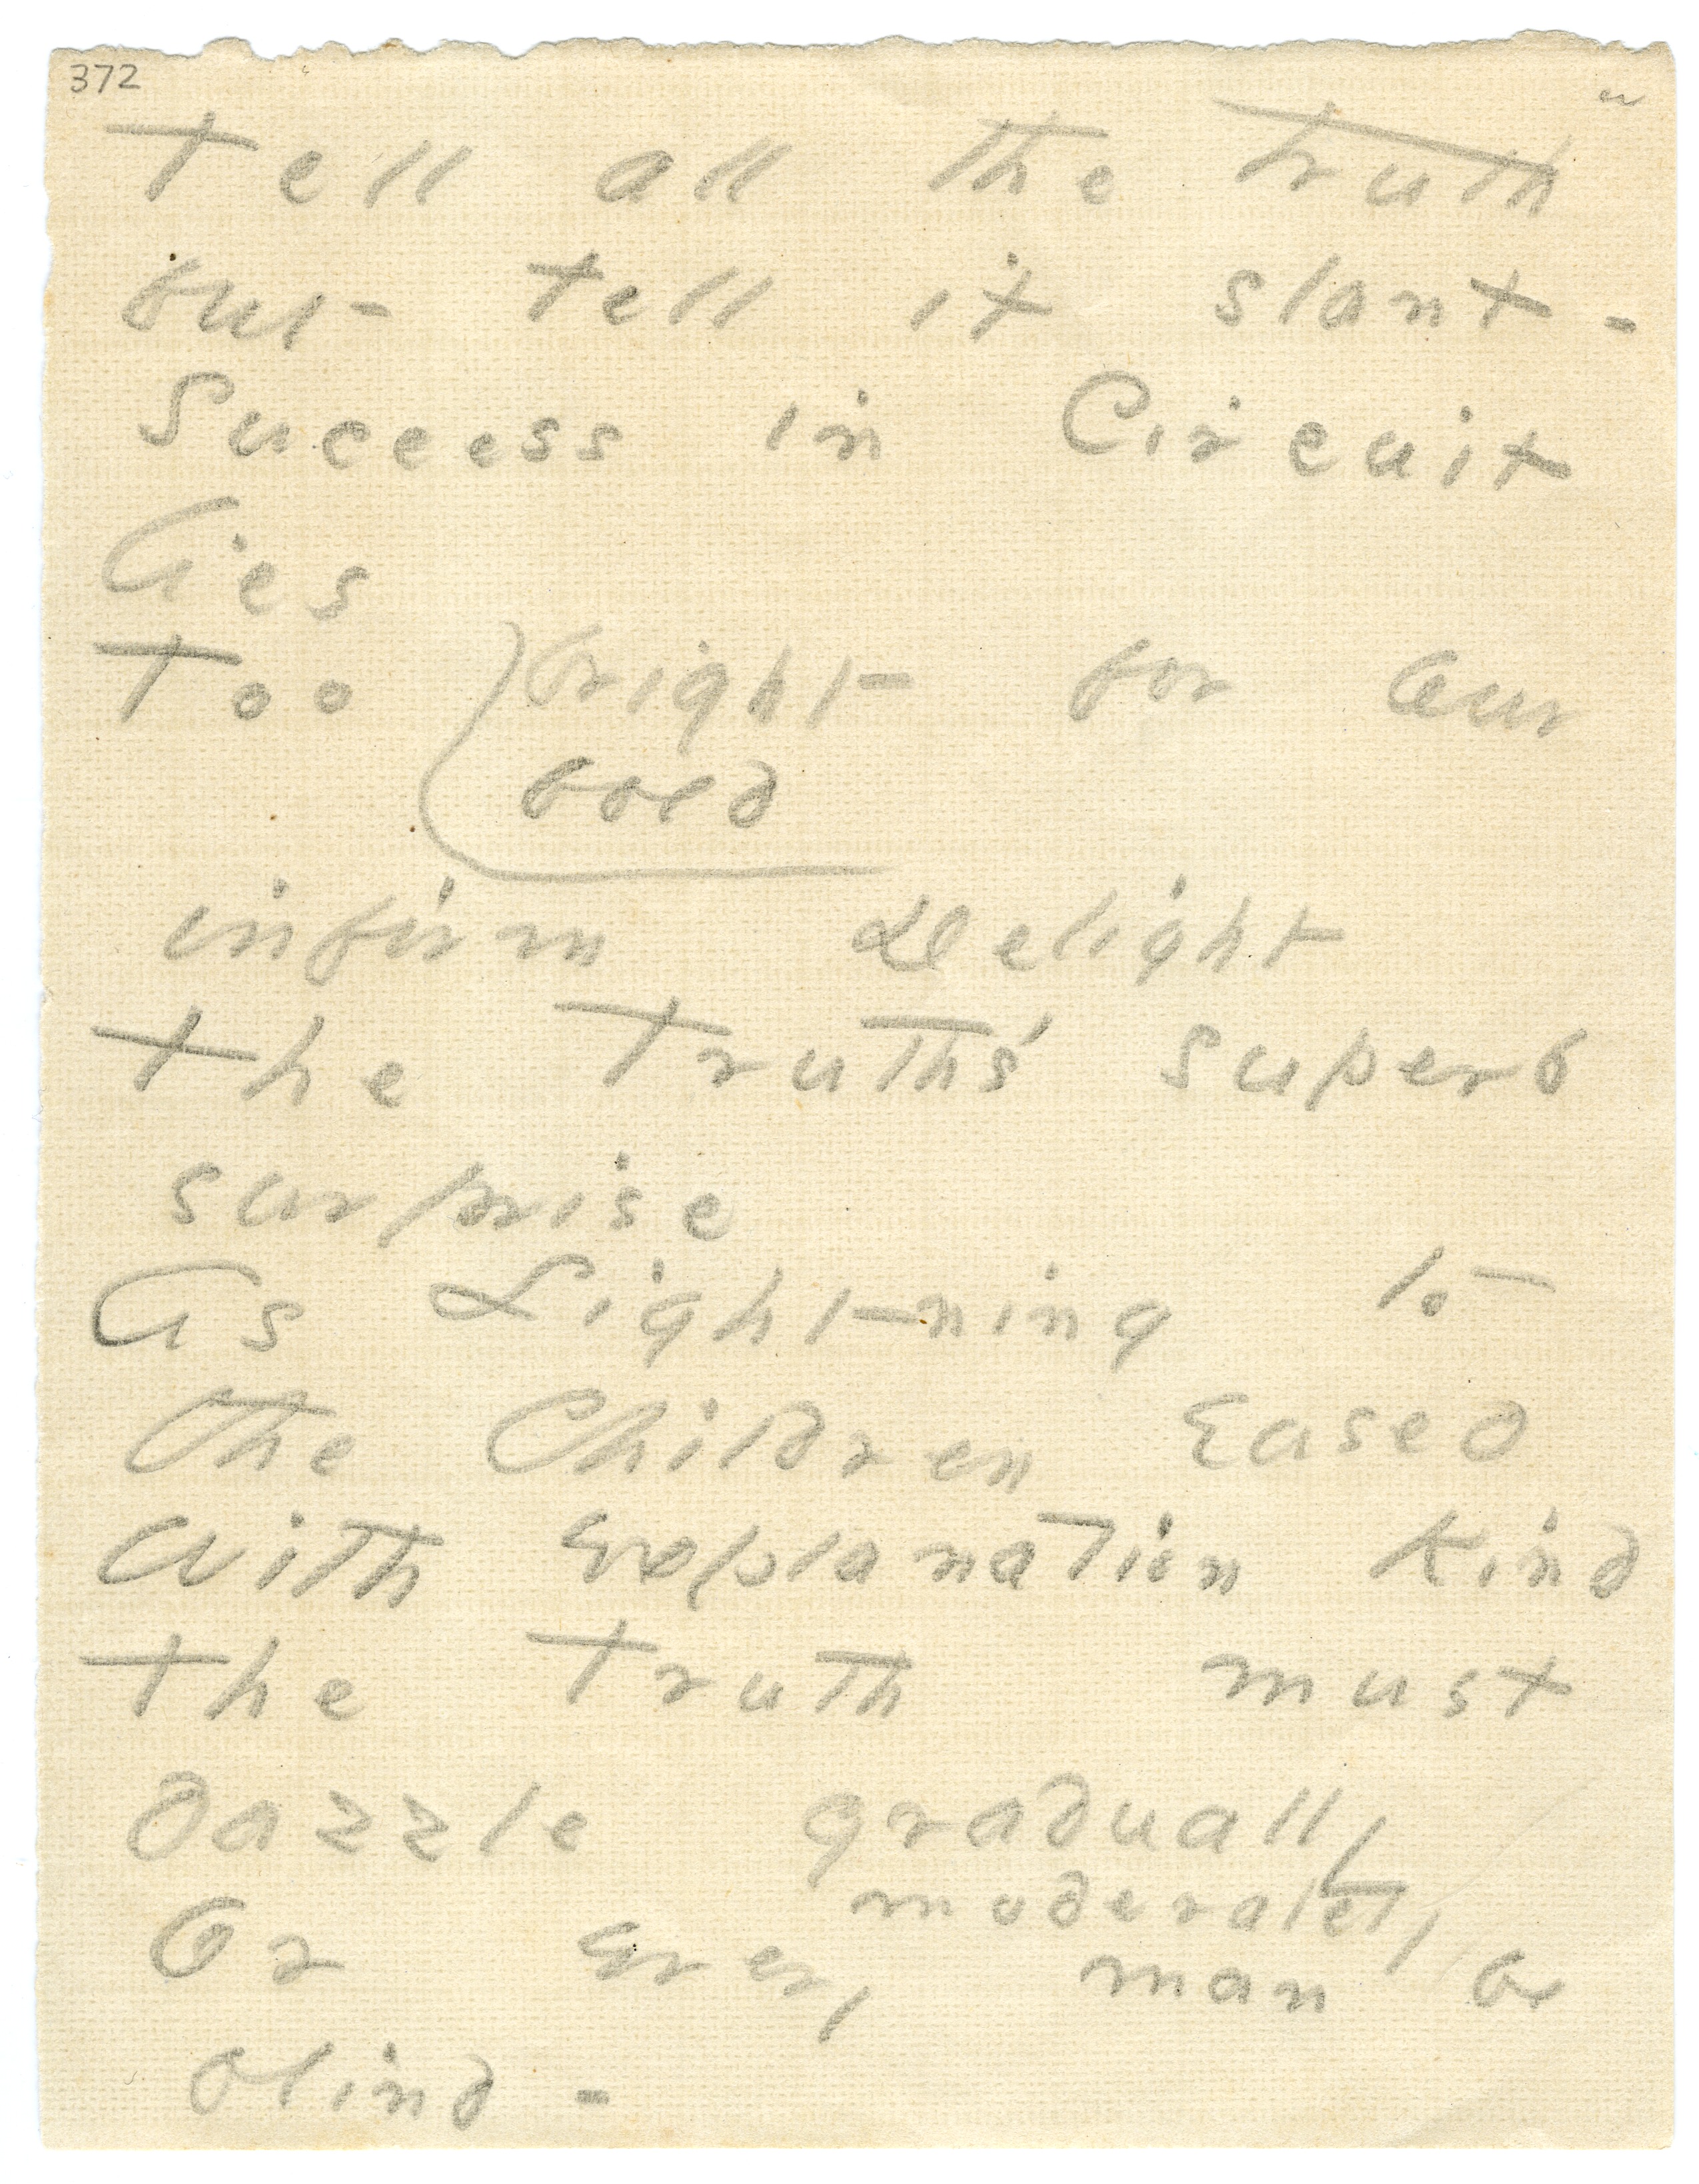 372
Tell all the truth
but tell it slant -
Success in Circuit
lies
Too bright for our
bold
infirm Delight
The Truth's superb
surprise
As Lightning to
the Children eased
With explanation kind
The Truth must
dazzle gradually
moderately
Or every man be
blind -